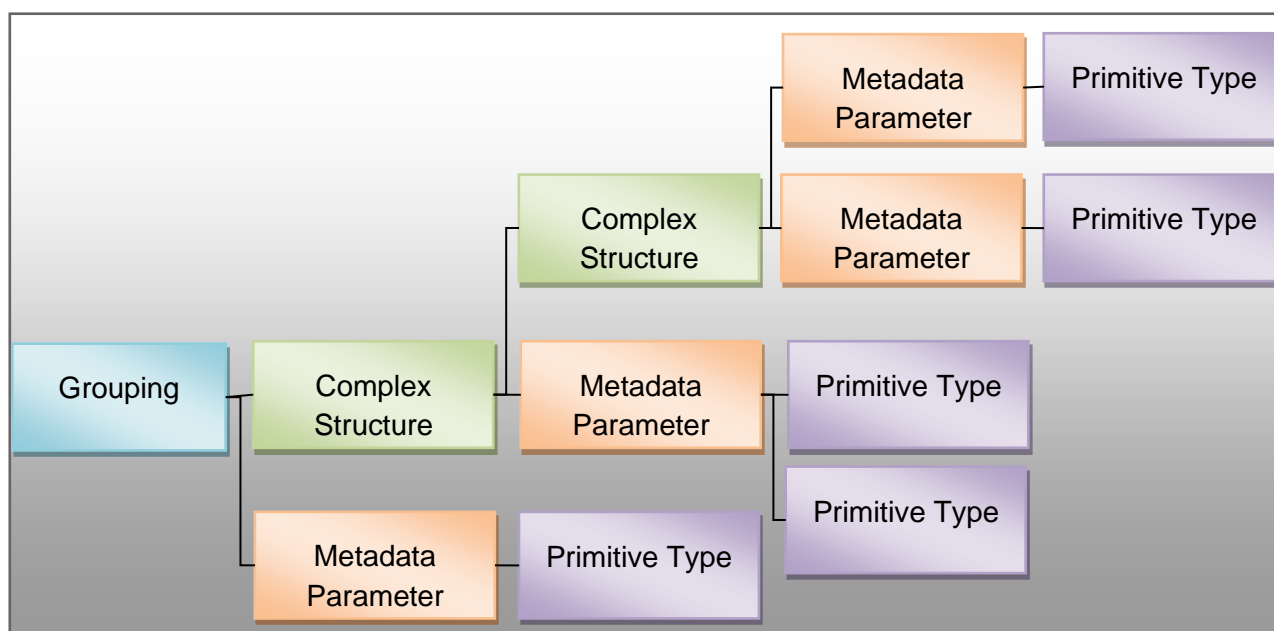 Metadata
Parameter
Primitive Type
Complex
Structure
Metadata
Parameter
Primitive Type
Grouping
Complex
Structure
Metadata
Parameter
Primitive Type
Primitive Type
Metadata
Parameter
Primitive Type